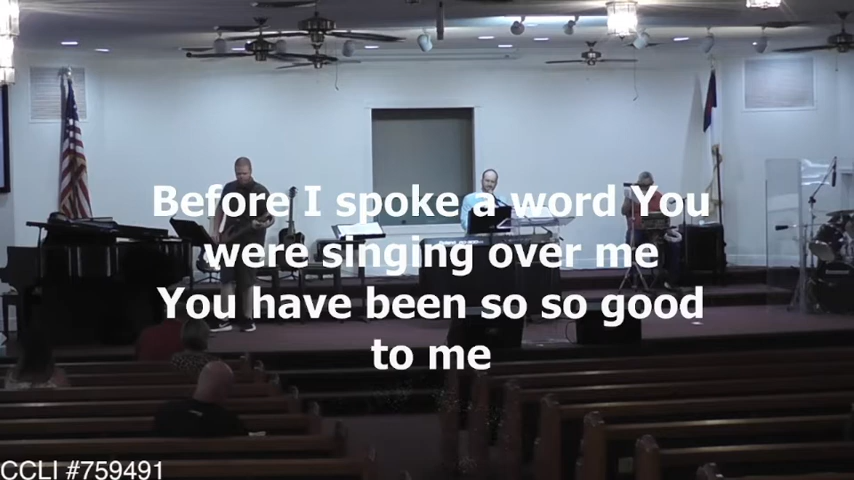 Before I spoke a word You
were singing over me
You have been so so good
to me
CCLI #759491